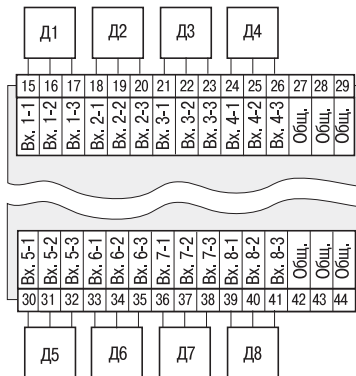 Д1 Д2 Д3 Д4
15 16 17 18 19 20 21 22 23 24 25 26 27 28 29
Вх. 1-1 Вх. 1-2 Вх. 1-3 Вх. 2-1 Вх. 2-2 Вх. 2-3 Вх. 3-1 Вх. 3-2 Вх. 3-3 Вх. 4-1 Вх. 4-2 Вх. 4-3 Общ. Общ. Общ.
Вх. 5-1 Вх. 5-2 Вх. 5-3 Вх. 6-1 Вх. 6-2 Вх. 6-3 Вх. 7-1 Вх. 7-2 Вх. 7-3 Вх. 8-1 Вх. 8-2 Вх. 8-3 Общ. Общ. Общ.
30 31 32 33 34 35 36 37 38 39 40 41 42 43 44
Д5 Д6 Д7 Д8